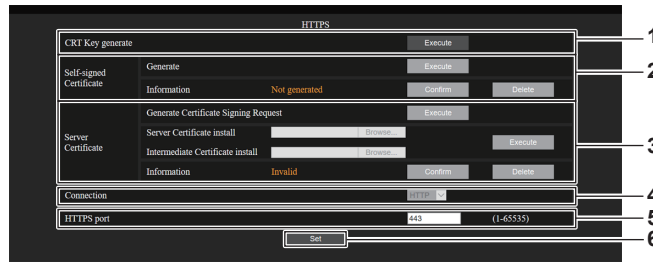 HTTPS
CRT Key generate Execute 1
Self-signed Certificate
Generate Execute 2
Information Not generated Confirm Delete
Server Certificate
Generate Certificate Signing Request Execute
Server Certificate install Browse...
Execute 3
Intermediate Certificate install Browse...
Information Invalid Confirm Delete
Connection HTTP 4
HTTPS port 443 (1-65535) 5
Set 6